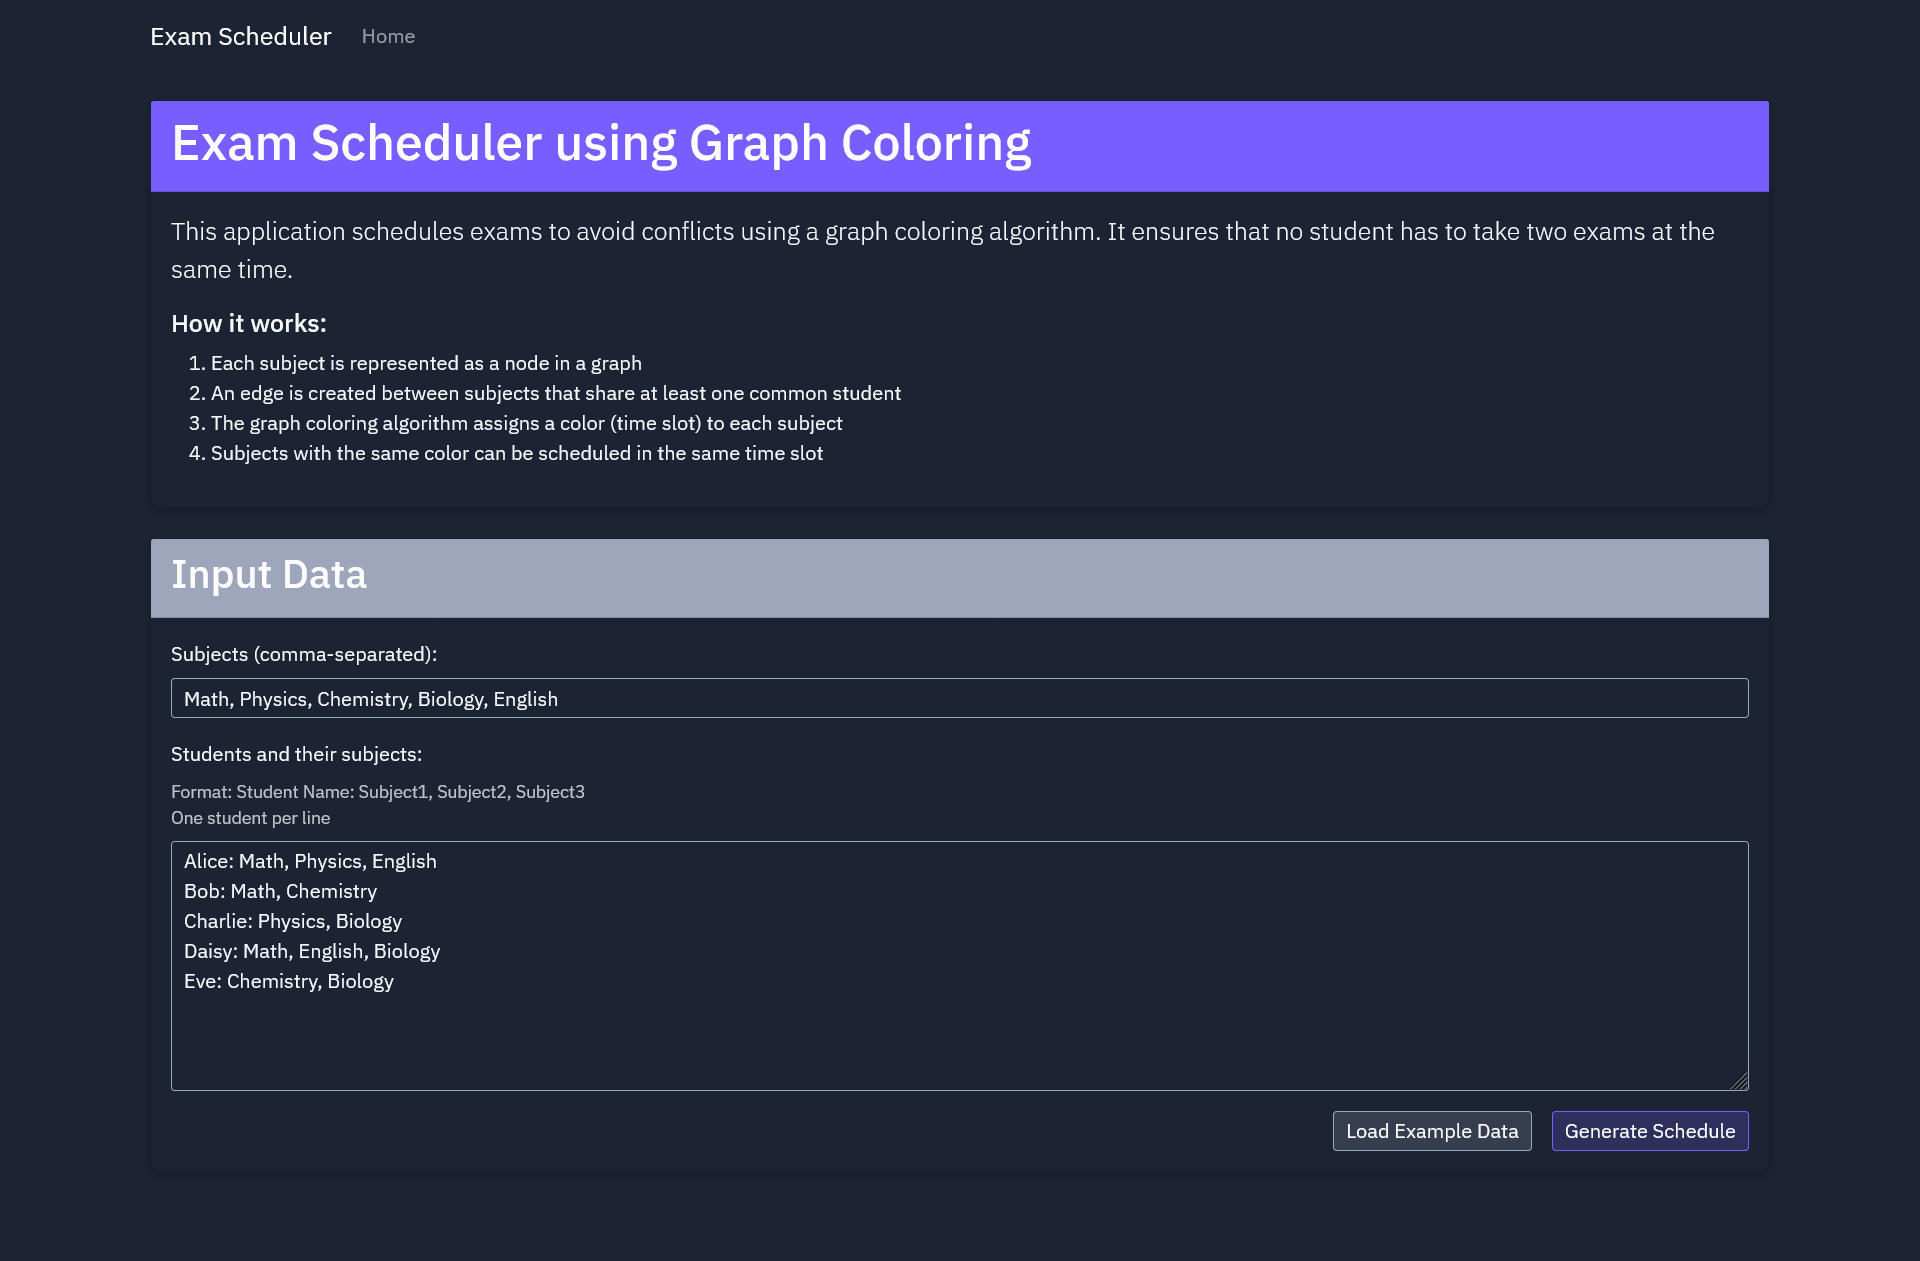 Exam Scheduler Home
Exam Scheduler using Graph Coloring
This application schedules exams to avoid conflicts using a graph coloring algorithm. It ensures that no student has to take two exams at the
same time.
How it works:
1. Each subject is represented as a node in a graph
2. An edge is created between subjects that share at least one common student
3. The graph coloring algorithm assigns a color (time slot) to each subject
4. Subjects with the same color can be scheduled in the same time slot
Input Data
Subjects (comma-separated):
Math, Physics, Chemistry, Biology, English
Students and their subjects:
Format: Student Name: Subject1, Subject2, Subject3
One student per line
Alice: Math, Physics, English
Bob: Math, Chemistry
Charlie: Physics, Biology
Daisy: Math, English, Biology
Eve: Chemistry, Biology
Load Example Data Generate Schedule